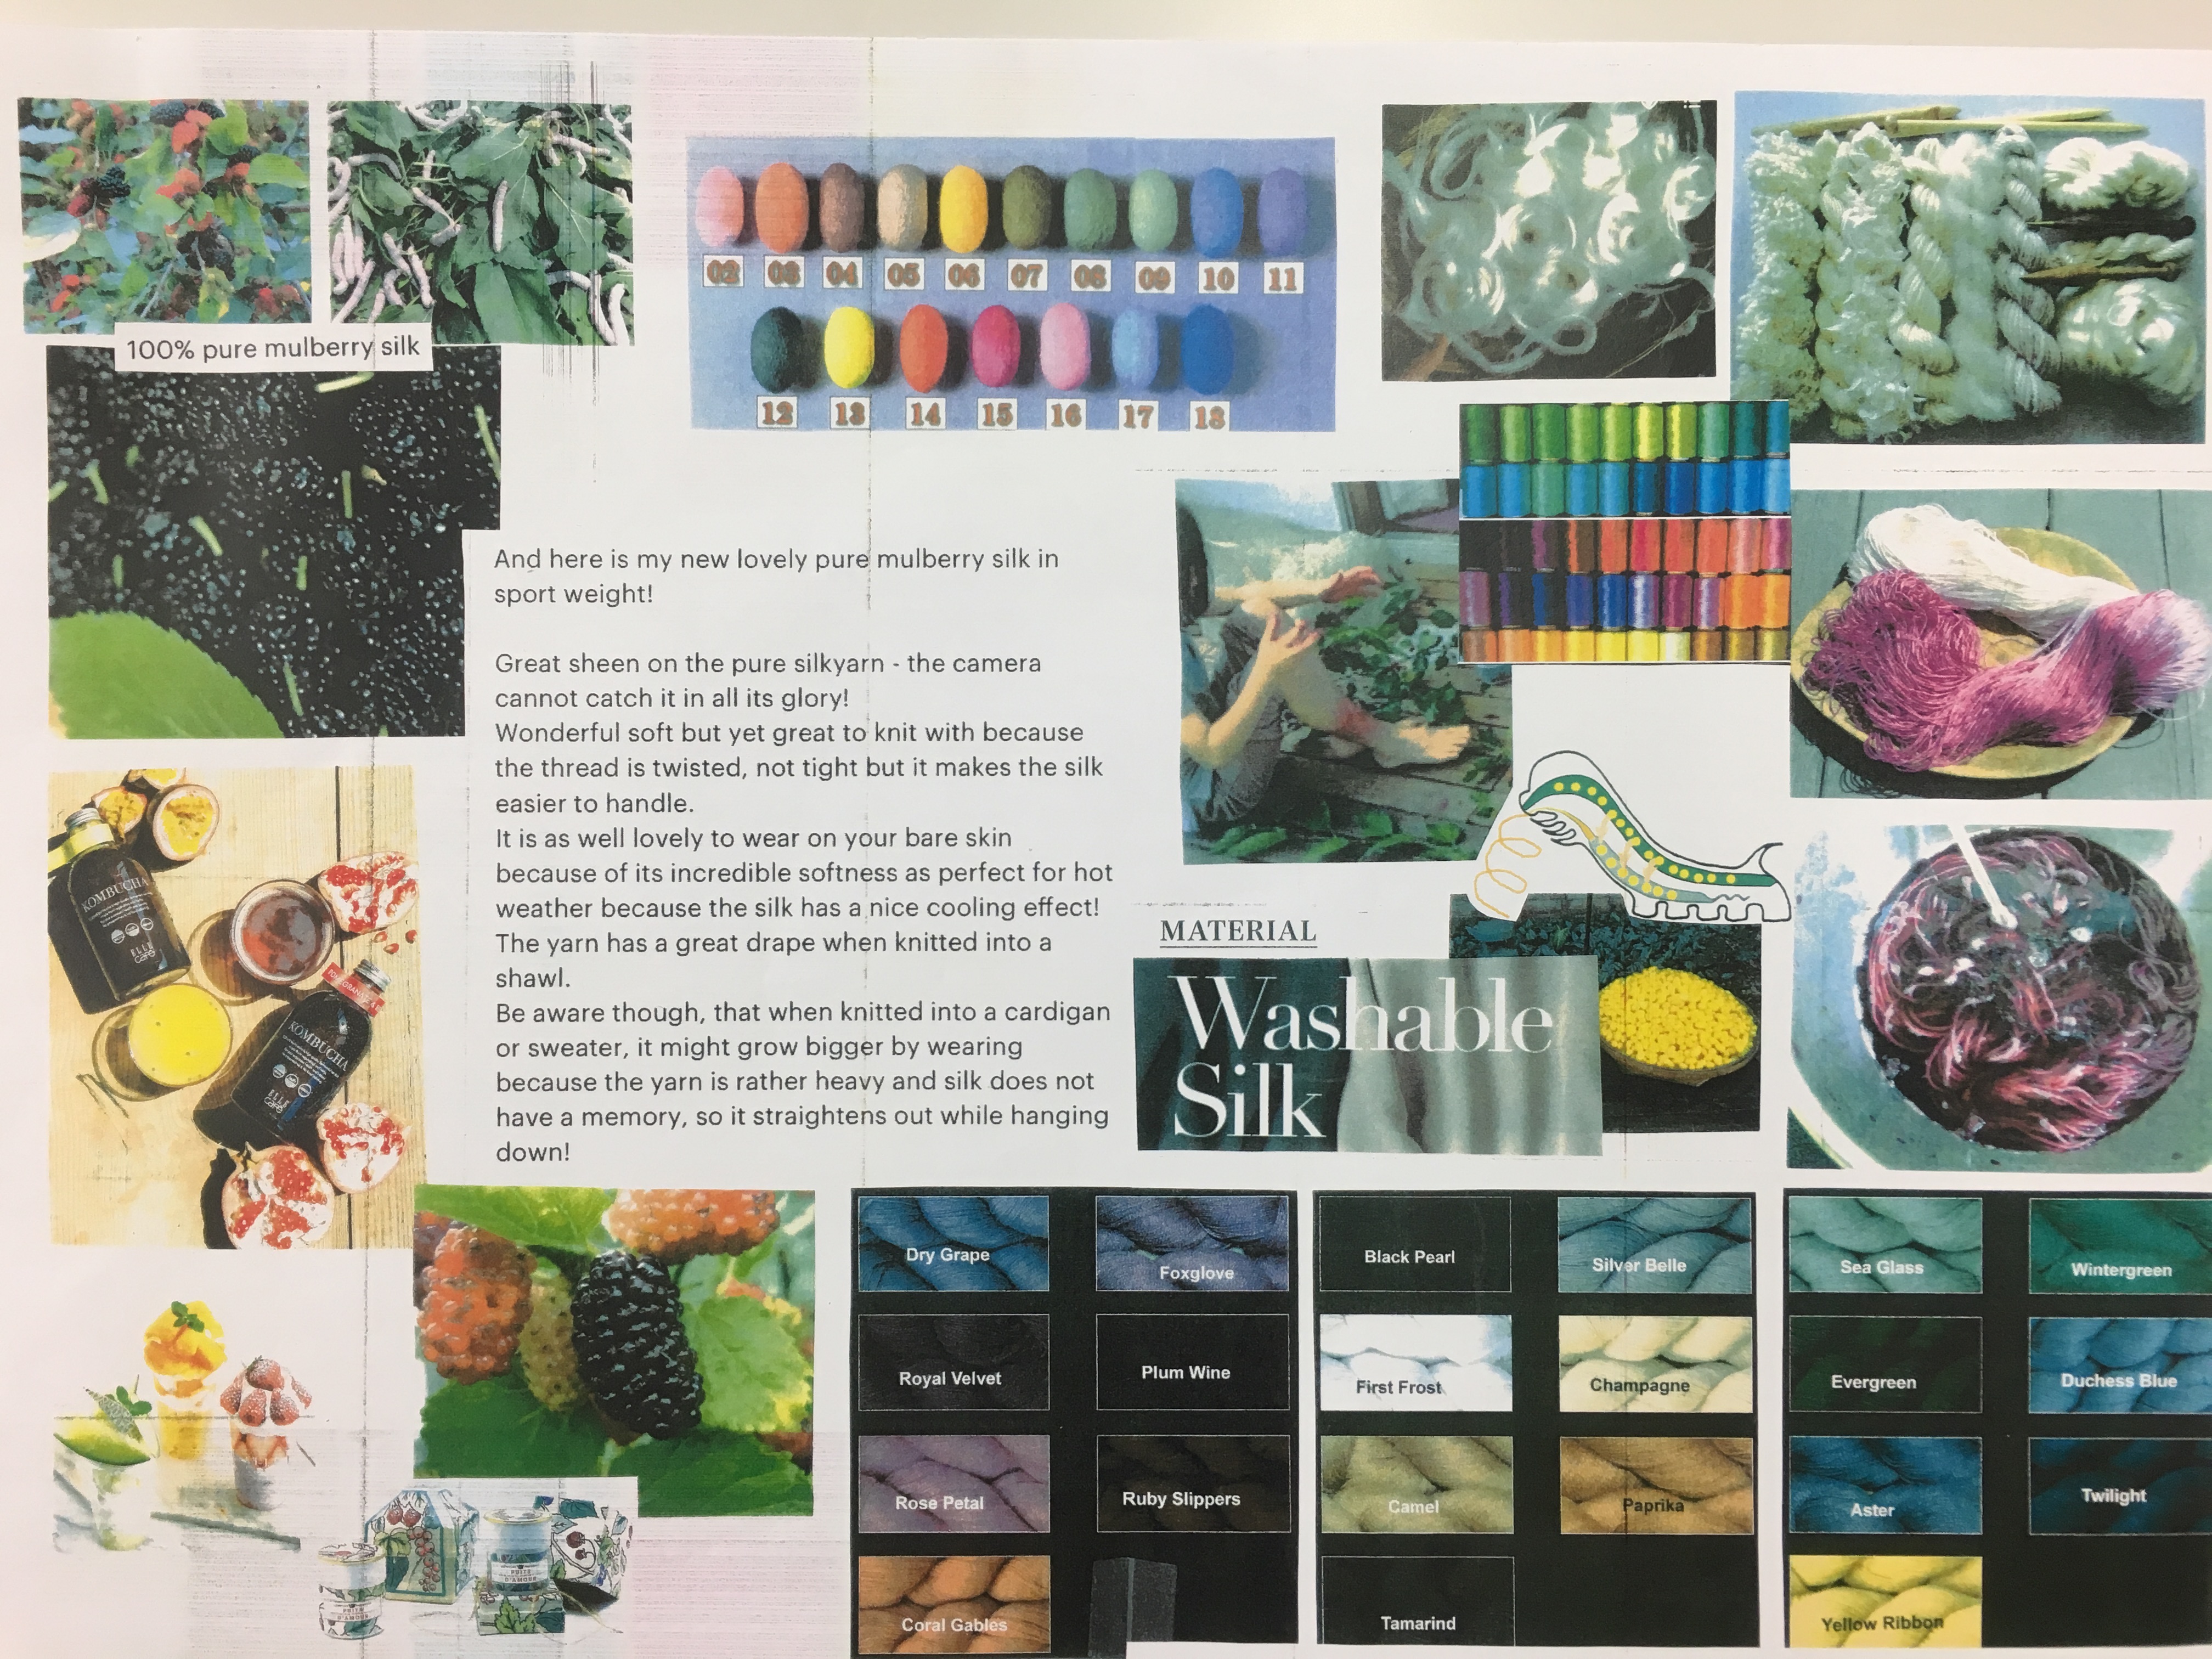 100% pure mulberry silk
02 03 04 05 06 07 08 09 10 11
12 13 14 15 16 17 18
And here is my new lovely pure mulberry silk in
sport weight!
Great sheen on the pure silkyarn - the camera
cannot catch it in all its glory!
Wonderful soft but yet great to knit with because
the thread is twisted, not tight but it makes the silk
easier to handle.
It is as well lovely to wear on your bare skin
because of its incredible softness as perfect for hot
weather because the silk has a nice cooling effect!
The yarn has a great drape when knitted into a
shawl.
Be aware though, that when knitted into a cardigan
or sweater, it might grow bigger by wearing
because the yarn is rather heavy and silk does not
have a memory, so it straightens out while hanging
down!
MATERIAL
Washable
Silk
KOMBUCHA
ELLE
café
KOMBUCHA
ELLE
café
Dry Grape
Foxglove
Royal Velvet
Plum Wine
Rose Petal
Ruby Slippers
Coral Gables
Black Pearl
Silver Belle
First Frost
Champagne
Camel
Paprika
Tamarind
Sea Glass
Wintergreen
Evergreen
Duchess Blue
Aster
Twilight
Yellow Ribbon